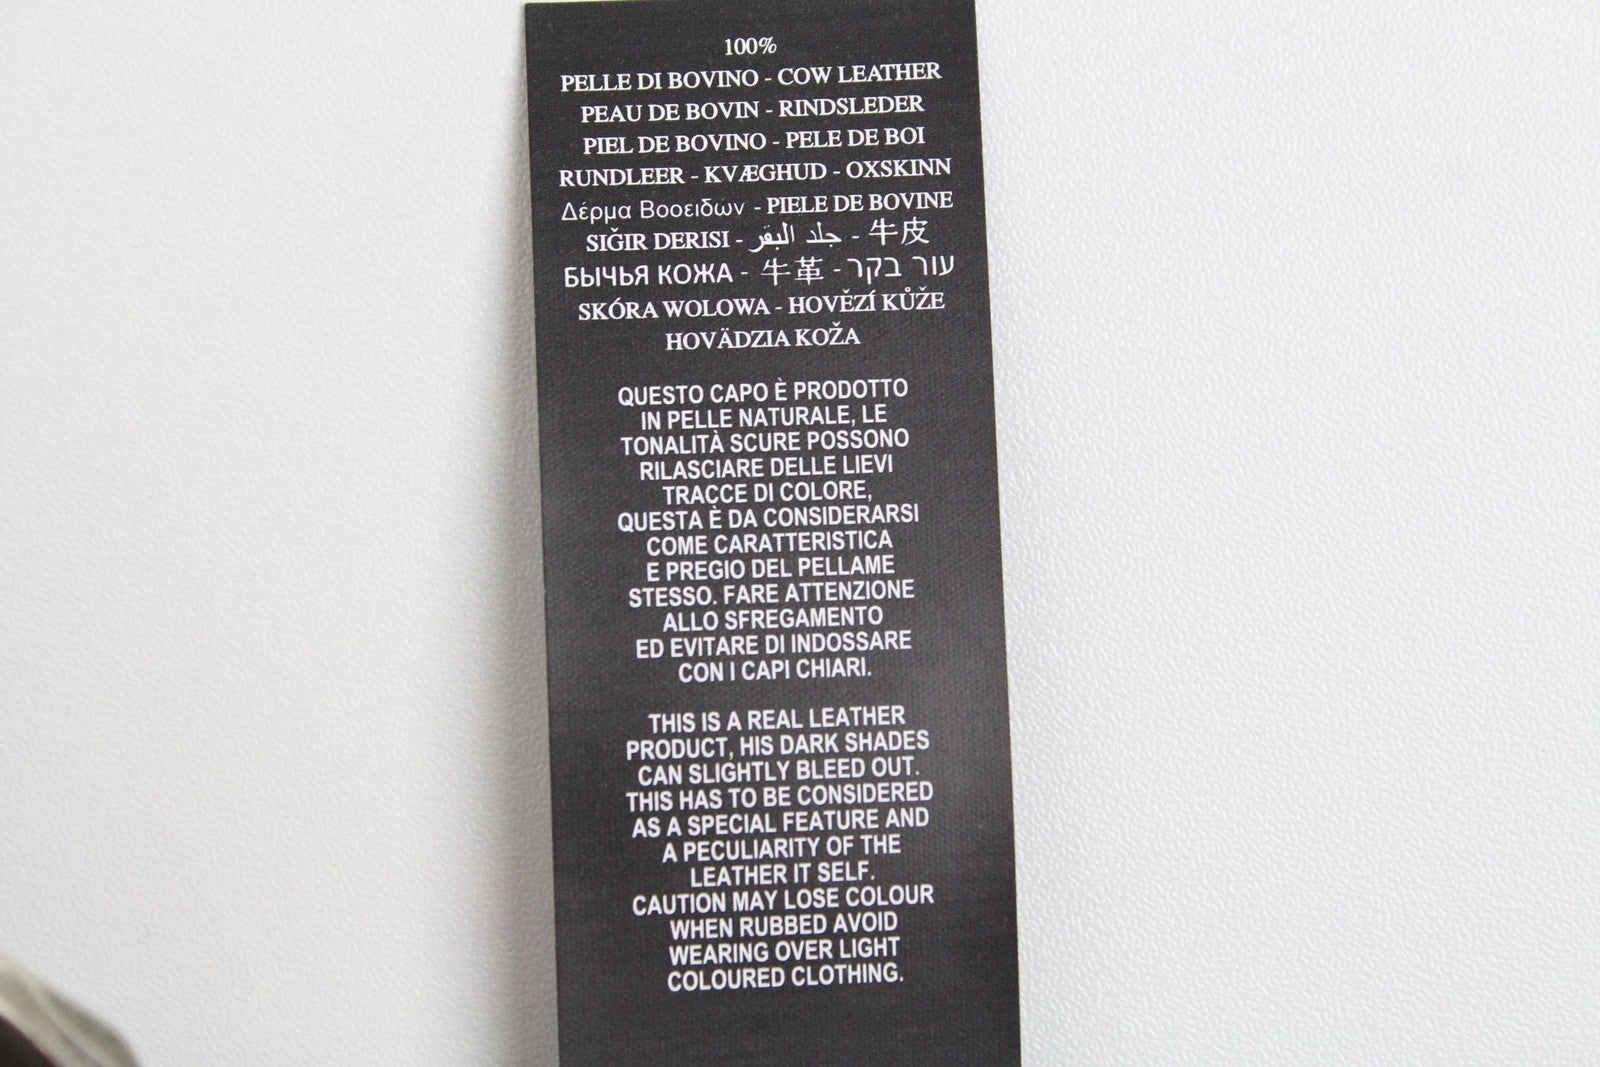 100%
PELLE DI BOVINO - COW LEATHER
PEAU DE BOVIN - RINDSLEDER
PIEL DE BOVINO - PELE DE BOI
RUNDLEER - KVÆGHUD - OXSKINN
Δέρμα Βοοειδών - PIELE DE BOVINE
SIĞIR DERISI - جلد البقر - 牛皮
БЫЧЬЯ КОЖА - 牛革 - עור בקר
SKÓRA WOLOWA - HOVĚZÍ KŮŽE
HOVÄDZIA KOŽA
QUESTO CAPO È PRODOTTO
IN PELLE NATURALE, LE
TONALITÀ SCURE POSSONO
RILASCIARE DELLE LIEVI
TRACCE DI COLORE,
QUESTA È DA CONSIDERARSI
COME CARATTERISTICA
E PREGIO DEL PELLAME
STESSO. FARE ATTENZIONE
ALLO SFREGAMENTO
ED EVITARE DI INDOSSARE
CON I CAPI CHIARI.
THIS IS A REAL LEATHER
PRODUCT, HIS DARK SHADES
CAN SLIGHTLY BLEED OUT.
THIS HAS TO BE CONSIDERED
AS A SPECIAL FEATURE AND
A PECULIARITY OF THE
LEATHER IT SELF.
CAUTION MAY LOSE COLOUR
WHEN RUBBED AVOID
WEARING OVER LIGHT
COLOURED CLOTHING.